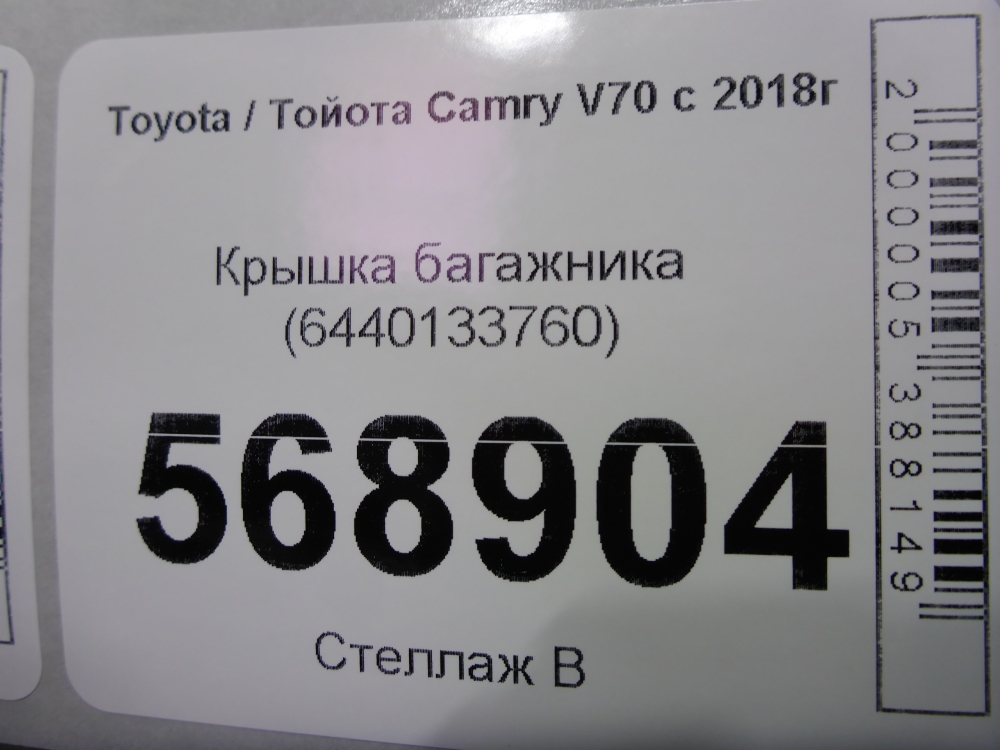 Toyota / Тойота Camry V70 с 2018г
Крышка багажника
(6440133760)
568904
Стеллаж В
2000005388149